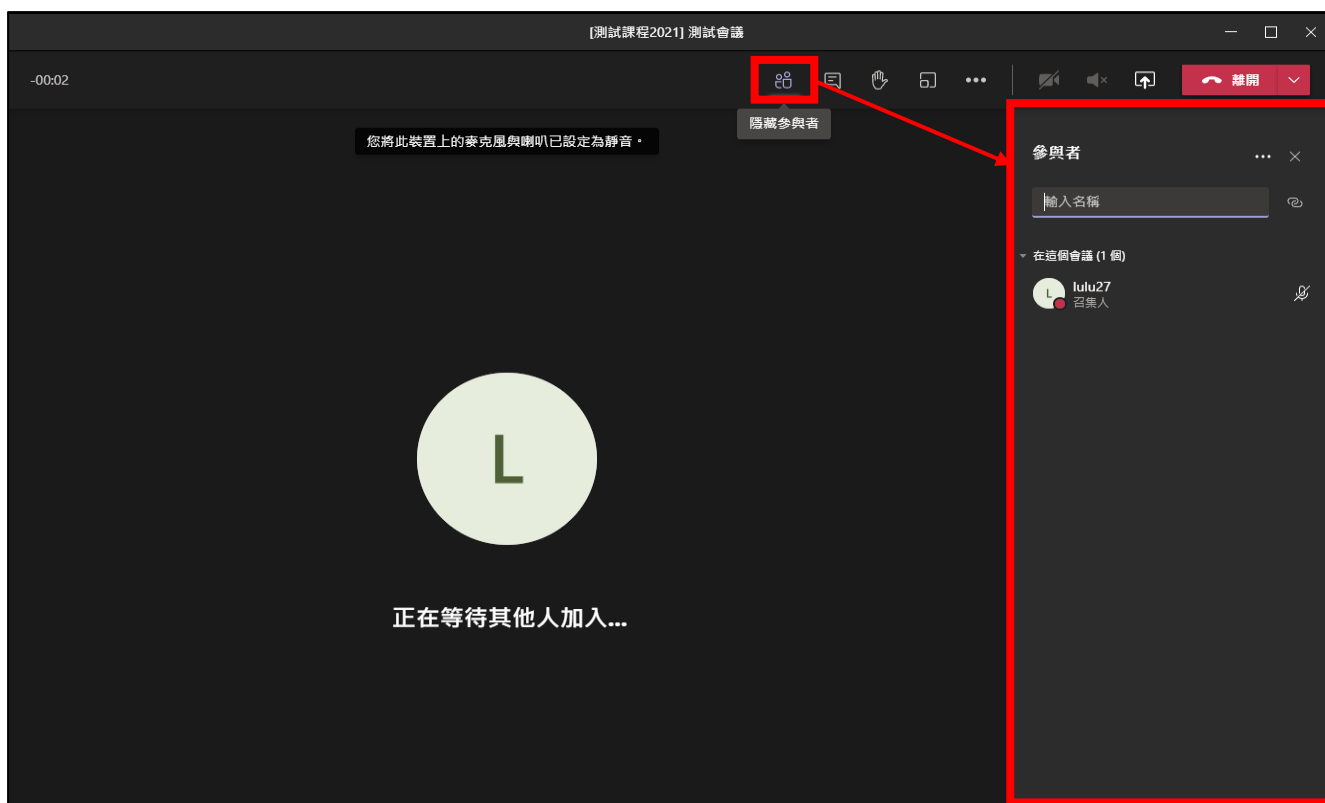 [測試課程2021] 測試會議
-00:02
離開
隱藏參與者
您將此裝置上的麥克風與喇叭已設定為靜音。
參與者
輸入名稱
在這個會議 (1 個)
L
lulu27
召集人
L
正在等待其他人加入...